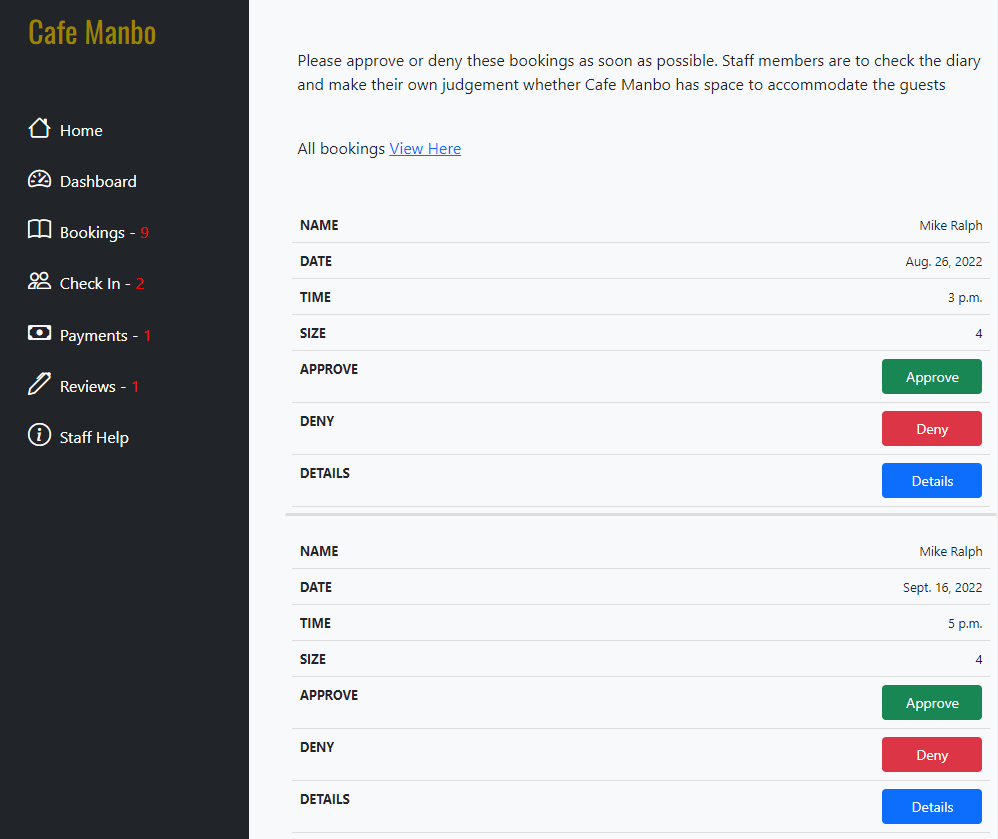 Cafe Manbo
Home
Dashboard
Bookings - 9
Check In - 2
Payments - 1
Reviews - 1
Staff Help
Please approve or deny these bookings as soon as possible. Staff members are to check the diary
and make their own judgement whether Cafe Manbo has space to accommodate the guests
All bookings View Here
NAME Mike Ralph
DATE Aug. 26, 2022
TIME 3 p.m.
SIZE 4
APPROVE Approve
DENY Deny
DETAILS Details
NAME Mike Ralph
DATE Sept. 16, 2022
TIME 5 p.m.
SIZE 4
APPROVE Approve
DENY Deny
DETAILS Details